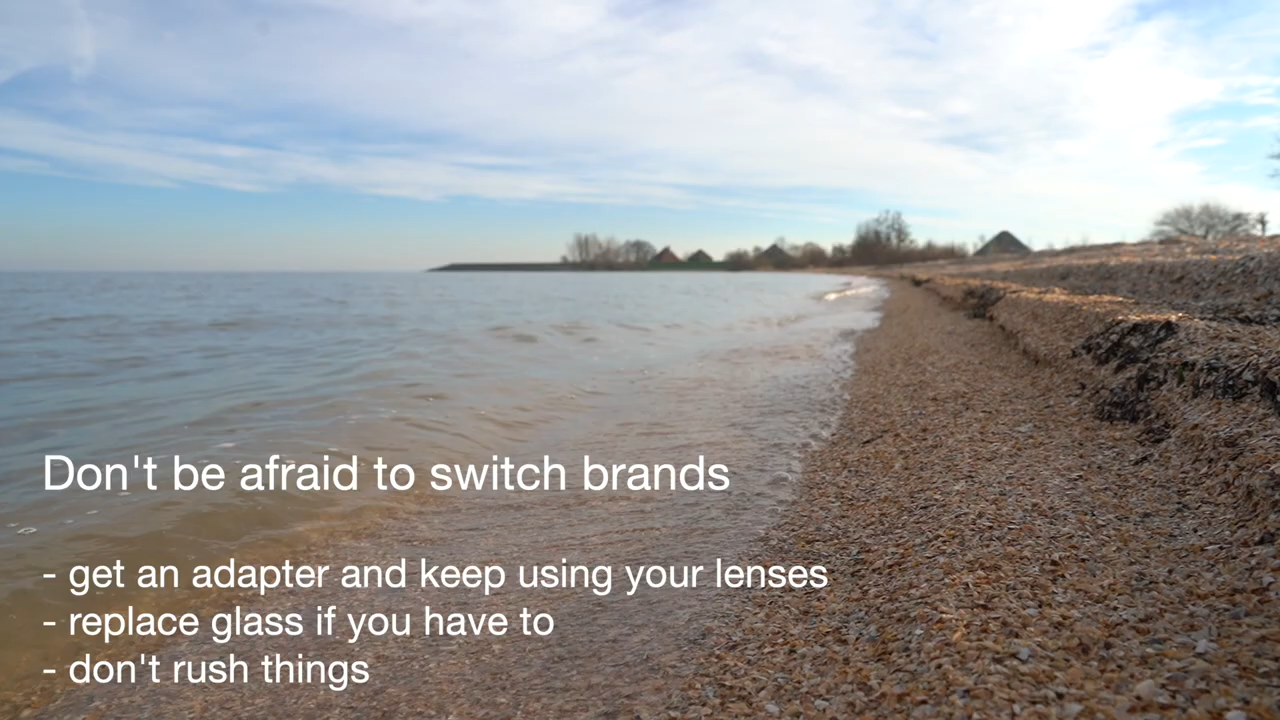 Don't be afraid to switch brands
- get an adapter and keep using your lenses
- replace glass if you have to
- don't rush things